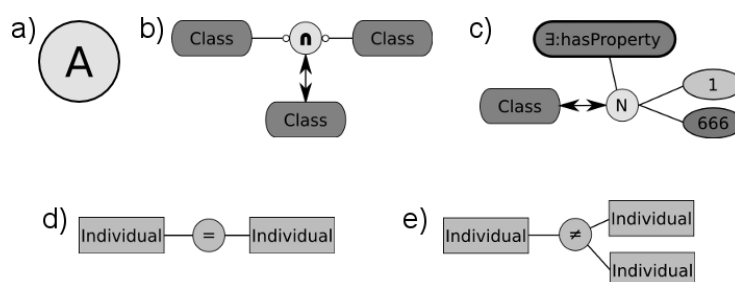 a)
A
b)
Class
∩
Class
Class
c)
∃:hasProperty
Class
N
1
666
d)
Individual
=
Individual
e)
Individual
≠
Individual
Individual